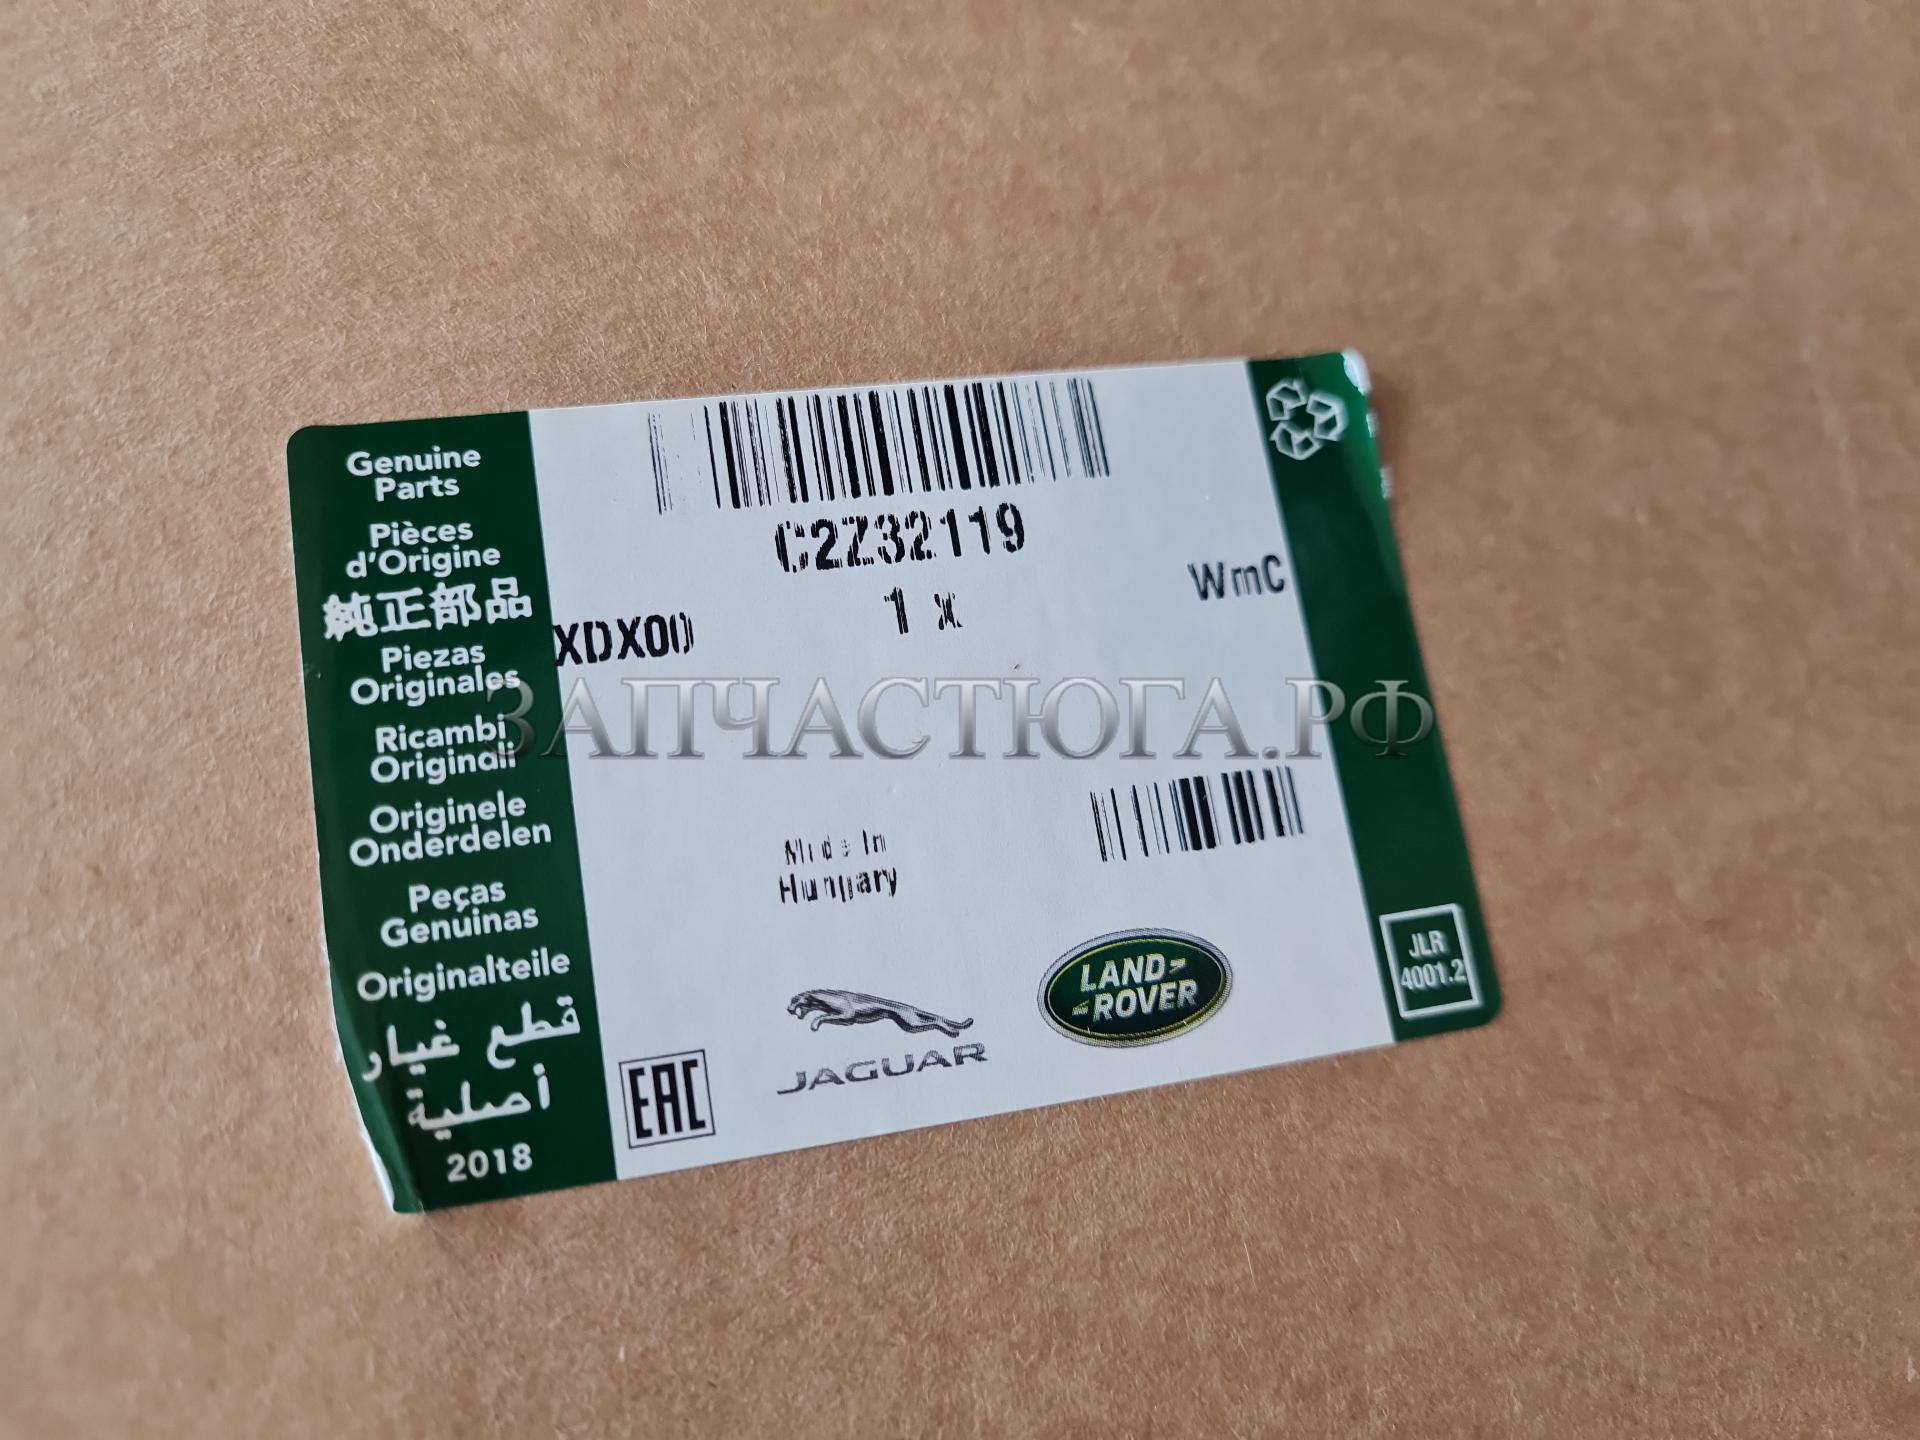 Genuine
Parts
Pièces
d'Origine
純正部品
Piezas
Originales
Ricambi
Originali
Originele
Onderdelen
Peças
Genuinas
Originalteile
قطع غيار
أصلية
2018
C2Z32119
1 x
WmC
XDX00
ЗАПЧАСТЮГА.РФ
Made In
Hungary
EAC
JAGUAR
LAND
ROVER
JLR
4001.2